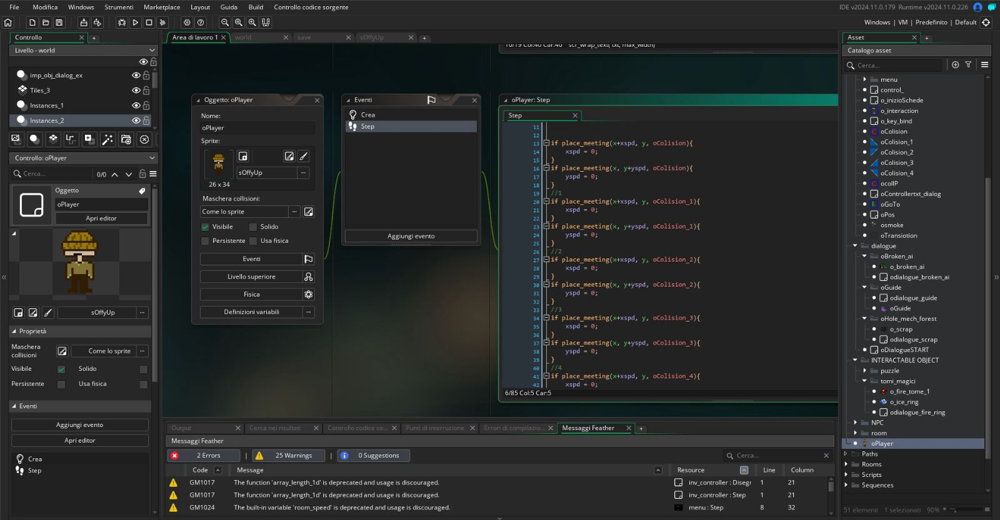 File Modifica Windows Strumenti Marketplace Layout Guida Build Controllo codice sorgente
IDE v2024.11.0.179 Runtime v2024.11.0.226
Windows | VM | Predefinito | Default
Controllo
Livello - world
imp_obj_dialog_ex
Tiles_3
Instances_1
Instances_2
Controllo: oPlayer
Cerca... 0/0
Oggetto
oPlayer
Apri editor
sOffyUp
Proprietà
Maschera
collisioni
Come lo sprite
Visibile Solido
Persistente Usa fisica
Eventi
Aggiungi evento
Apri editor
Crea
Step
Area di lavoro 1 world save sOffyUp
10/19 Col:40 Car:40 scr_wrap_text( txt, max_width)
Oggetto: oPlayer
Nome:
oPlayer
Sprite:
sOffyUp
26 x 34
Maschera collisioni:
Come lo sprite
Visibile Solido
Persistente Usa fisica
Eventi
Livello superiore
Fisica
Definizioni variabili
Eventi
Crea
Step
Aggiungi evento
oPlayer: Step
Step
11
12
13 if place_meeting(x+xspd, y, oColision){
14 xspd = 0;
15 }
16 if place_meeting(x, y+yspd, oColision){
17 yspd = 0;
18 }
19 //1
20 if place_meeting(x+xspd, y, oColision_1){
21 xspd = 0;
22 }
23 if place_meeting(x, y+yspd, oColision_1){
24 yspd = 0;
25 }
26 //2
27 if place_meeting(x+xspd, y, oColision_2){
28 xspd = 0;
29 }
30 if place_meeting(x, y+yspd, oColision_2){
31 yspd = 0;
32 }
33 //3
34 if place_meeting(x+xspd, y, oColision_3){
35 xspd = 0;
36 }
37 if place_meeting(x, y+yspd, oColision_3){
38 yspd = 0;
39 }
40 //4
41 if place_meeting(x+xspd, y, oColision_4){
42 xspd = 0;
6/85 Col:5 Car:5
Output Cerca nei risultati Controllo codice so... Punti di interruzione Errori di compilazio... Messaggi Feather
Messaggi Feather
2 Errors | 25 Warnings | 0 Suggestions
Cerca...
Code Message Resource Line Column
GM1017 The function 'array_length_1d' is deprecated and usage is discouraged. inv_controller : Disegr 1 21
GM1017 The function 'array_length_1d' is deprecated and usage is discouraged. inv_controller : Step 1 21
GM1024 The built-in variable 'room_speed' is deprecated and usage is discouraged. menu : Step 8 32
Asset
Catalogo asset
Cerca...
menu
control_
o_inizioSchede
o_interaction
o_key_bind
oColision
oColision_1
oColision_2
oColision_3
oColision_4
ocollP
oControllertxt_dialog
oGoTo
oPos
osmoke
oTransiotion
dialogue
oBroken_ai
o_broken_ai
odialogue_broken_ai
oGuide
odialogue_guide
oGuide
oHole_mech_forest
o_scrap
odialogue_scrap
oDialogueSTART
INTERACTABLE OBJECT
puzzle
tomi_magici
o_fire_tome_1
o_ice_ring
odialogue_fire_ring
NPC
room
oPlayer
Paths
Rooms
Scripts
Sequences
51 elementi 1 selezionati 90%